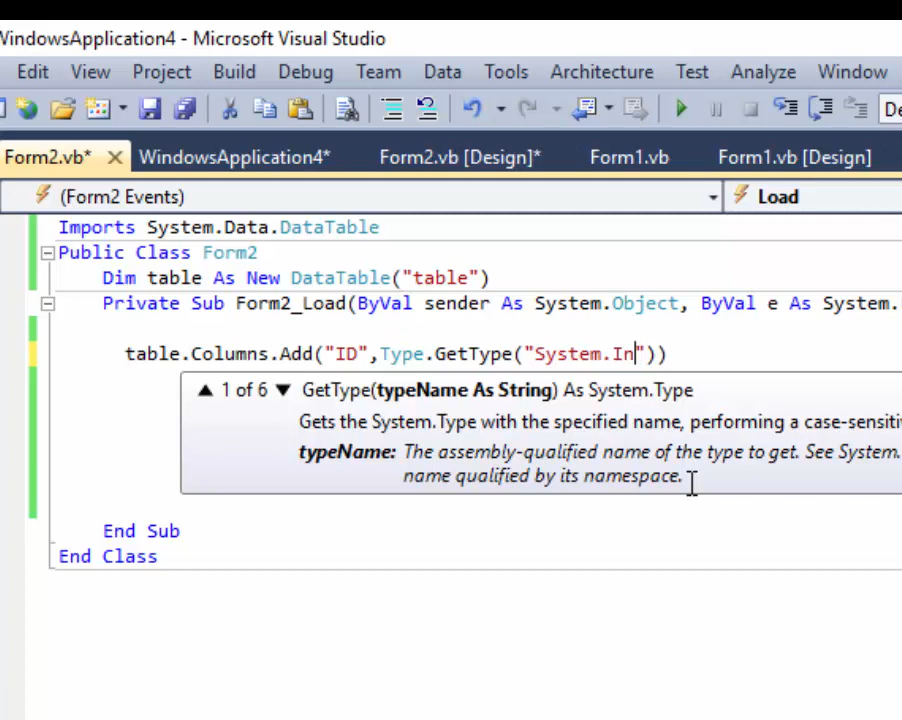 WindowsApplication4 - Microsoft Visual Studio
Edit View Project Build Debug Team Data Tools Architecture Test Analyze Window
De
Form2.vb* WindowsApplication4* Form2.vb [Design]* Form1.vb Form1.vb [Design]
(Form2 Events) Load
Imports System.Data.DataTable
Public Class Form2
Dim table As New DataTable("table")
Private Sub Form2_Load(ByVal sender As System.Object, ByVal e As System.
table.Columns.Add("ID",Type.GetType("System.In"))
1 of 6 GetType(typeName As String) As System.Type
Gets the System.Type with the specified name, performing a case-sensitiv
typeName: The assembly-qualified name of the type to get. See System.
name qualified by its namespace.
End Sub
End Class